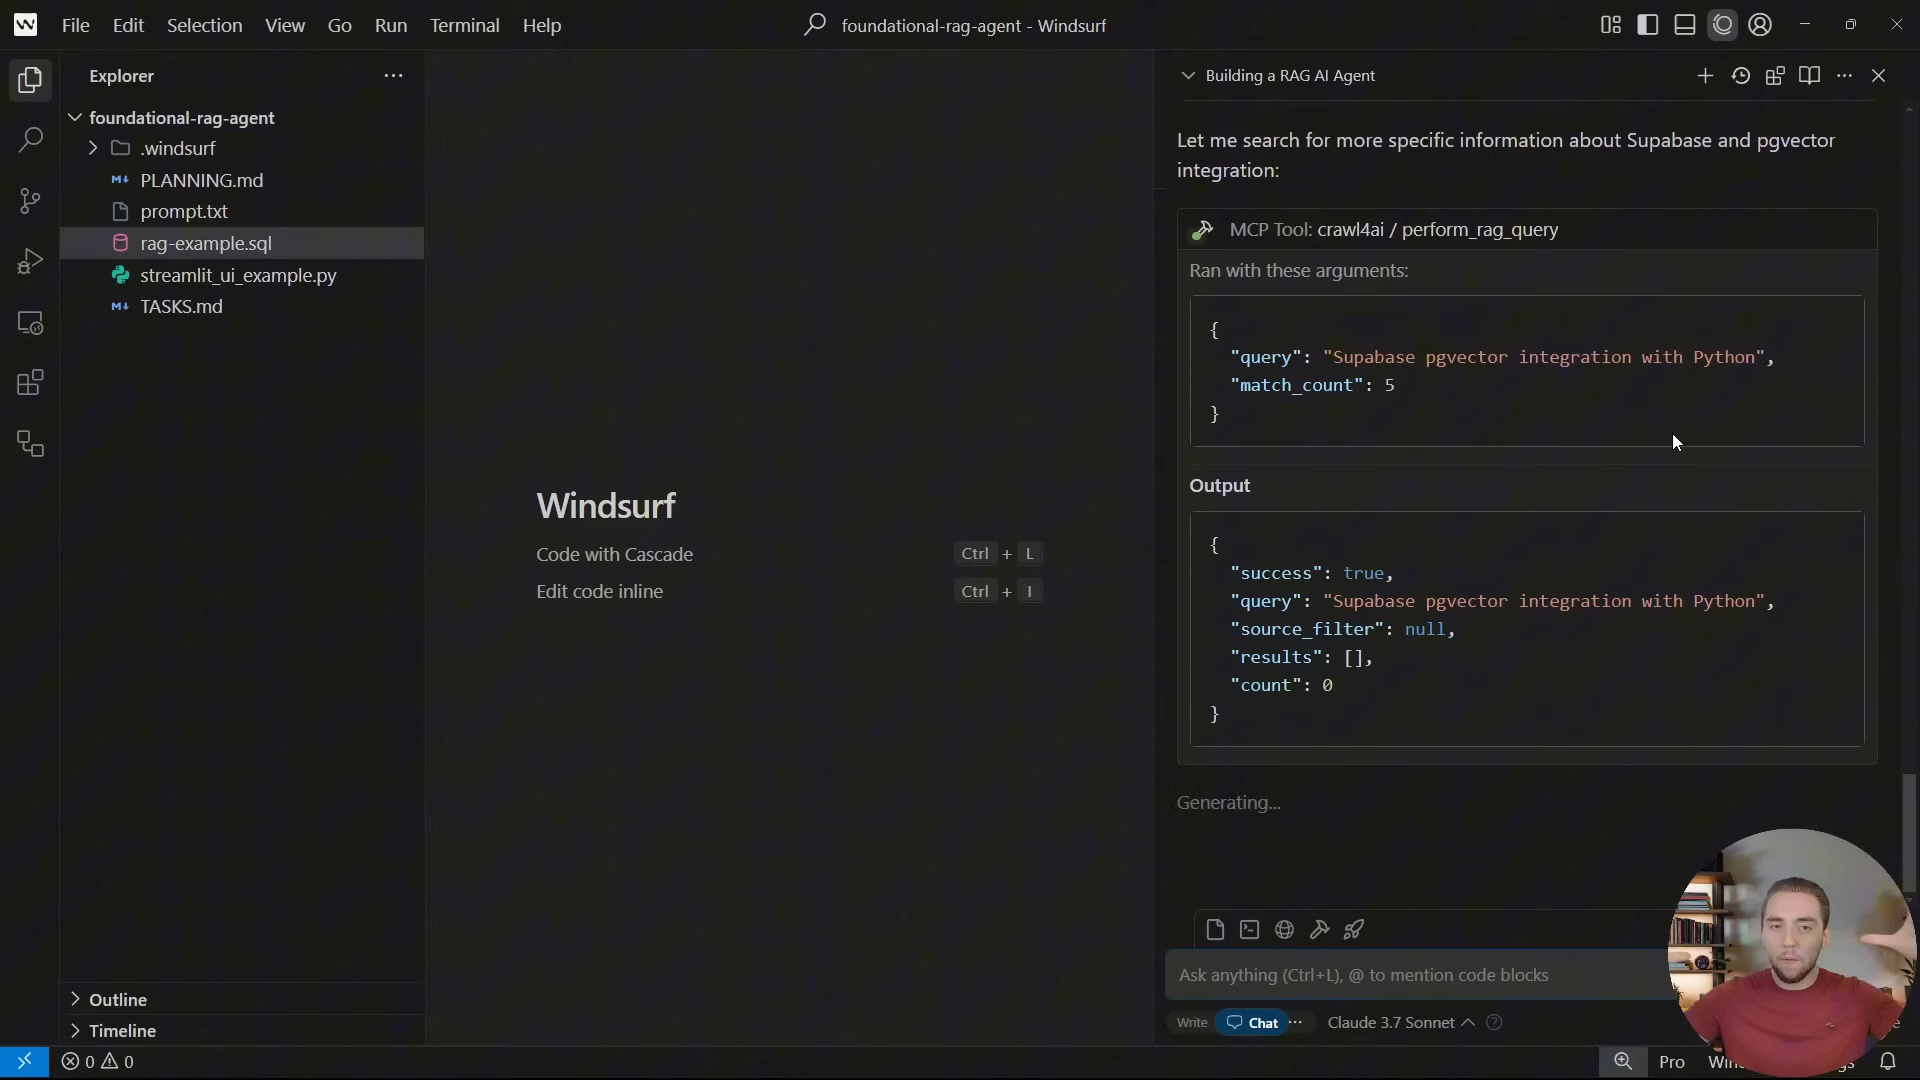 File Edit Selection View Go Run Terminal Help
foundational-rag-agent - Windsurf
Explorer
foundational-rag-agent
.windsurf
PLANNING.md
prompt.txt
rag-example.sql
streamlit_ui_example.py
TASKS.md
Outline
Timeline
Windsurf
Code with Cascade Ctrl + L
Edit code inline Ctrl + I
Building a RAG AI Agent
Let me search for more specific information about Supabase and pgvector
integration:
MCP Tool: crawl4ai / perform_rag_query
Ran with these arguments:
{
"query": "Supabase pgvector integration with Python",
"match_count": 5
}
Output
{
"success": true,
"query": "Supabase pgvector integration with Python",
"source_filter": null,
"results": [],
"count": 0
}
Generating...
Ask anything (Ctrl+L), @ to mention code blocks
Write Chat Claude 3.7 Sonnet
0 0
Pro